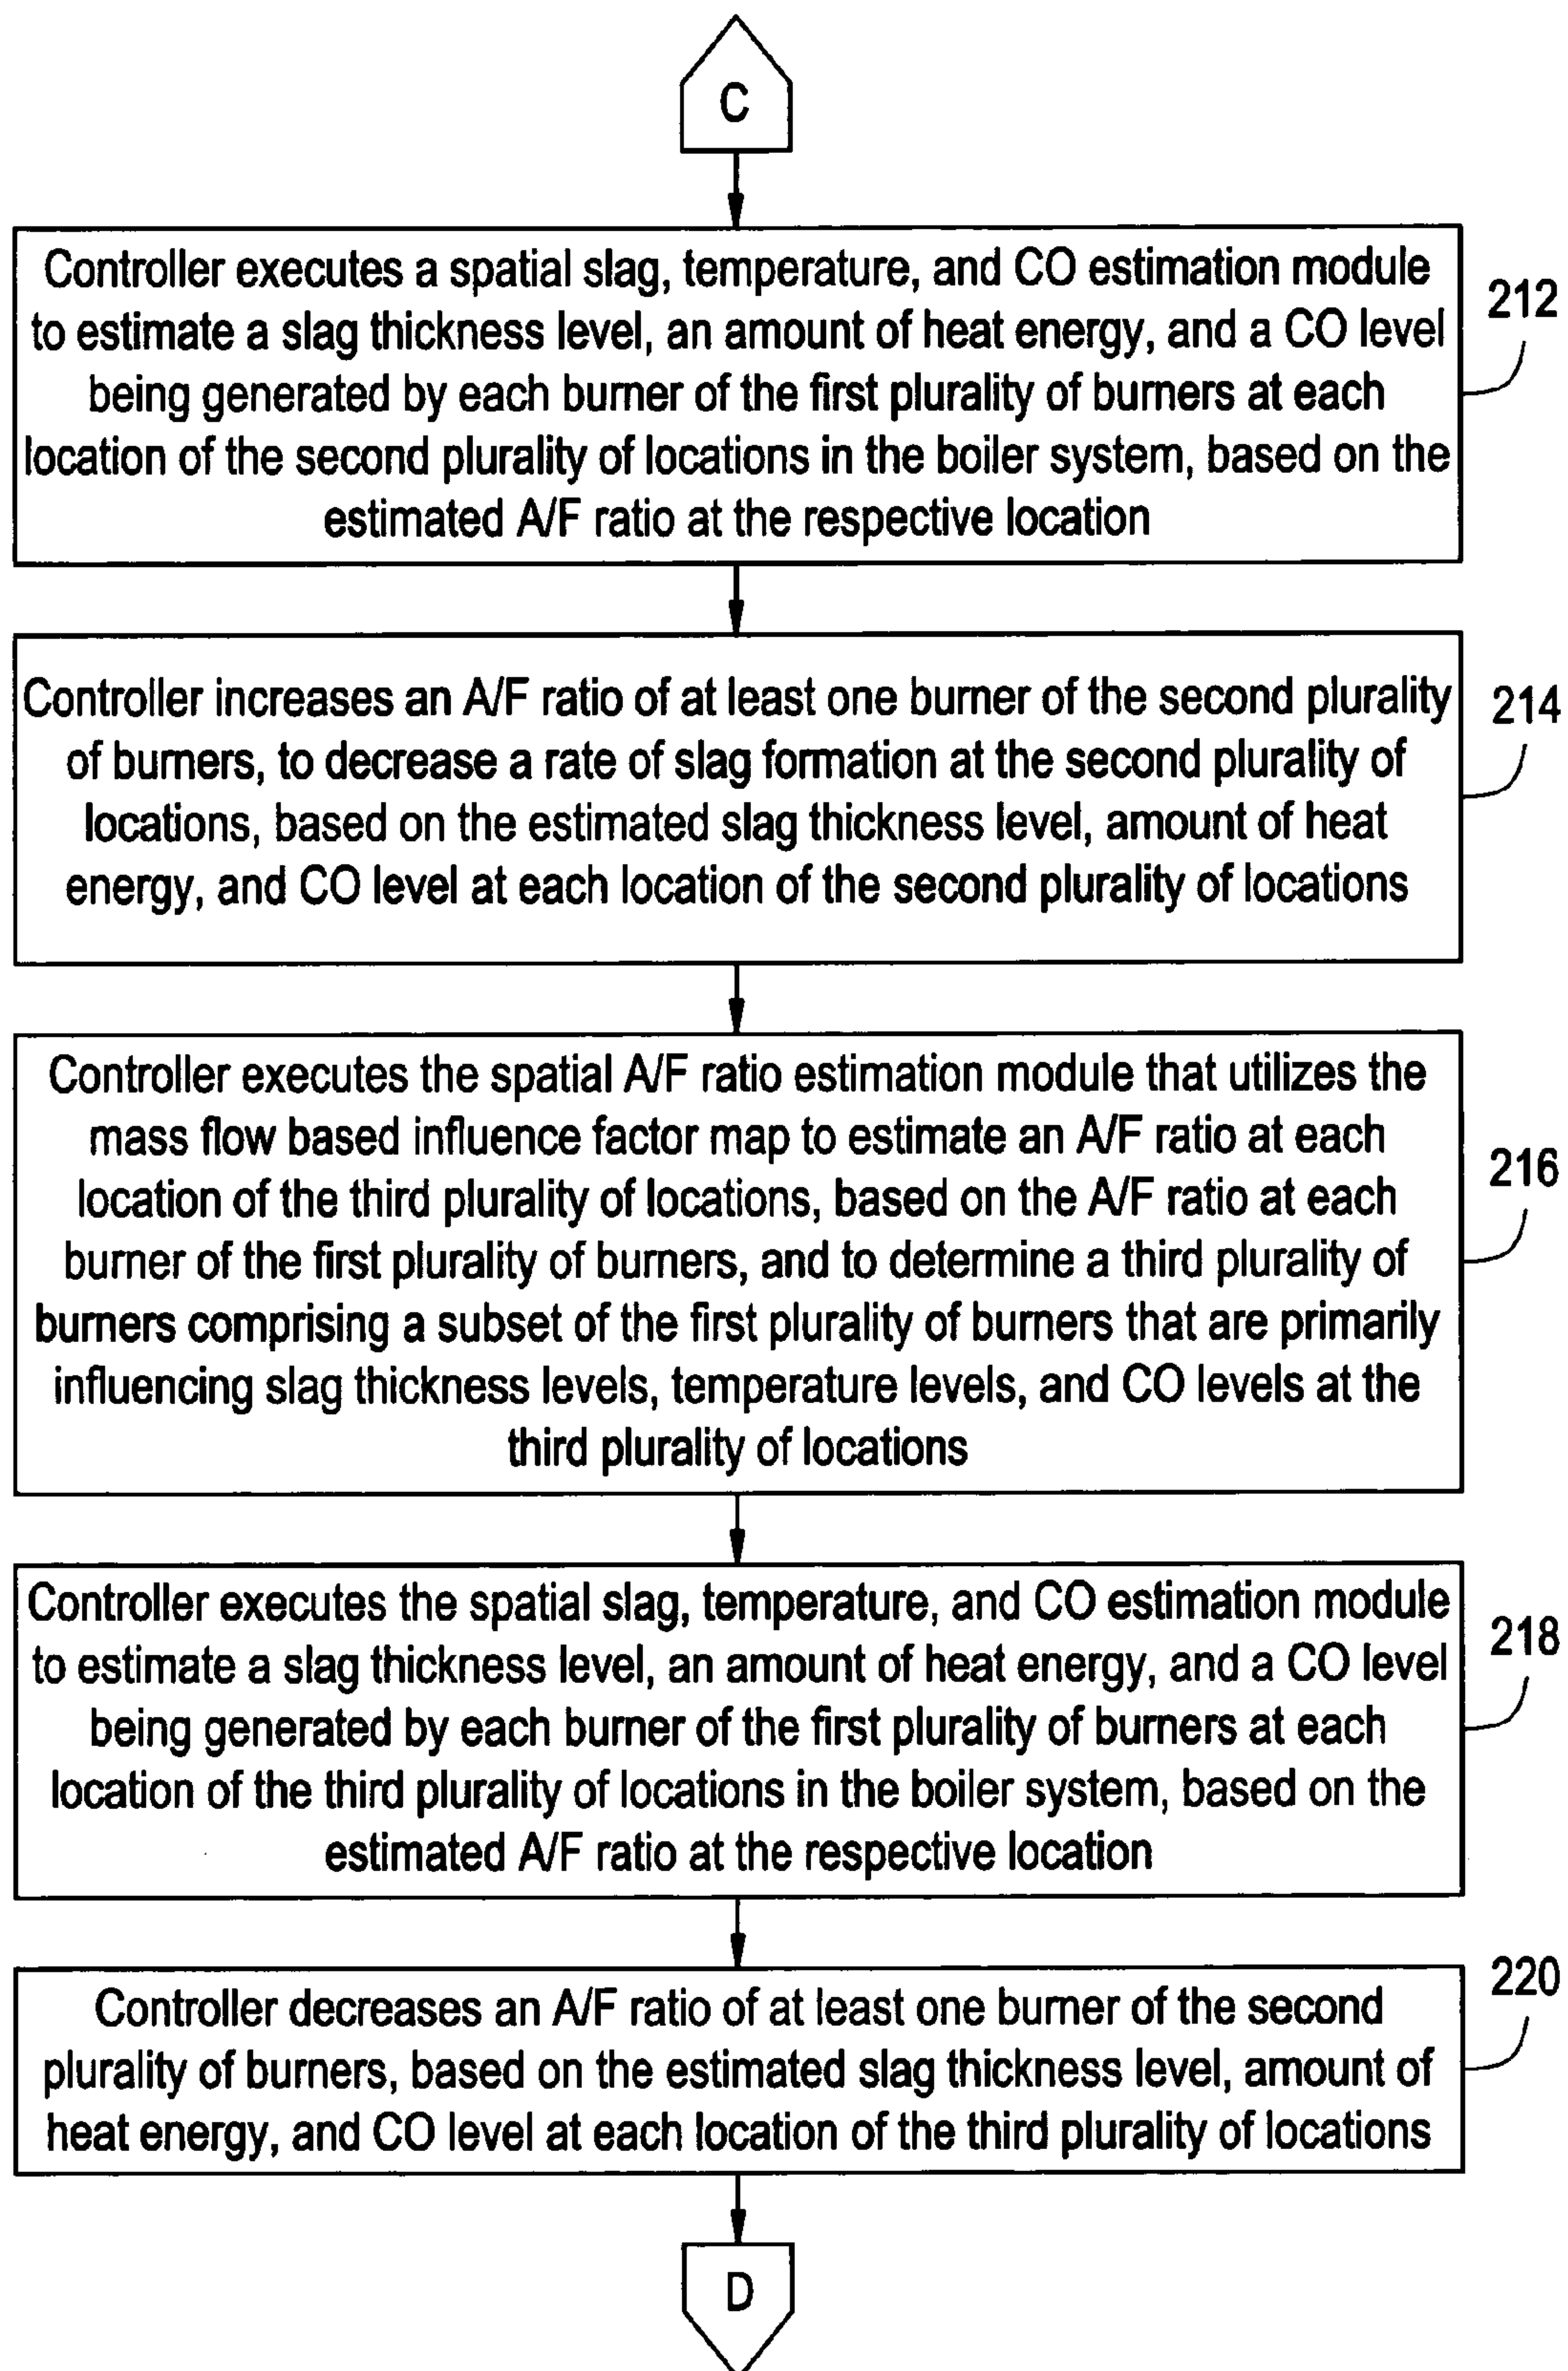 C
Controller executes a spatial slag, temperature, and CO estimation module
to estimate a slag thickness level, an amount of heat energy, and a CO level
being generated by each burner of the first plurality of burners at each
location of the second plurality of locations in the boiler system, based on the
estimated A/F ratio at the respective location
212
Controller increases an A/F ratio of at least one burner of the second plurality
of burners, to decrease a rate of slag formation at the second plurality of
locations, based on the estimated slag thickness level, amount of heat
energy, and CO level at each location of the second plurality of locations
214
Controller executes the spatial A/F ratio estimation module that utilizes the
mass flow based influence factor map to estimate an A/F ratio at each
location of the third plurality of locations, based on the A/F ratio at each
burner of the first plurality of burners, and to determine a third plurality of
burners comprising a subset of the first plurality of burners that are primarily
influencing slag thickness levels, temperature levels, and CO levels at the
third plurality of locations
216
Controller executes the spatial slag, temperature, and CO estimation module
to estimate a slag thickness level, an amount of heat energy, and a CO level
being generated by each burner of the first plurality of burners at each
location of the third plurality of locations in the boiler system, based on the
estimated A/F ratio at the respective location
218
Controller decreases an A/F ratio of at least one burner of the second
plurality of burners, based on the estimated slag thickness level, amount of
heat energy, and CO level at each location of the third plurality of locations
220
D